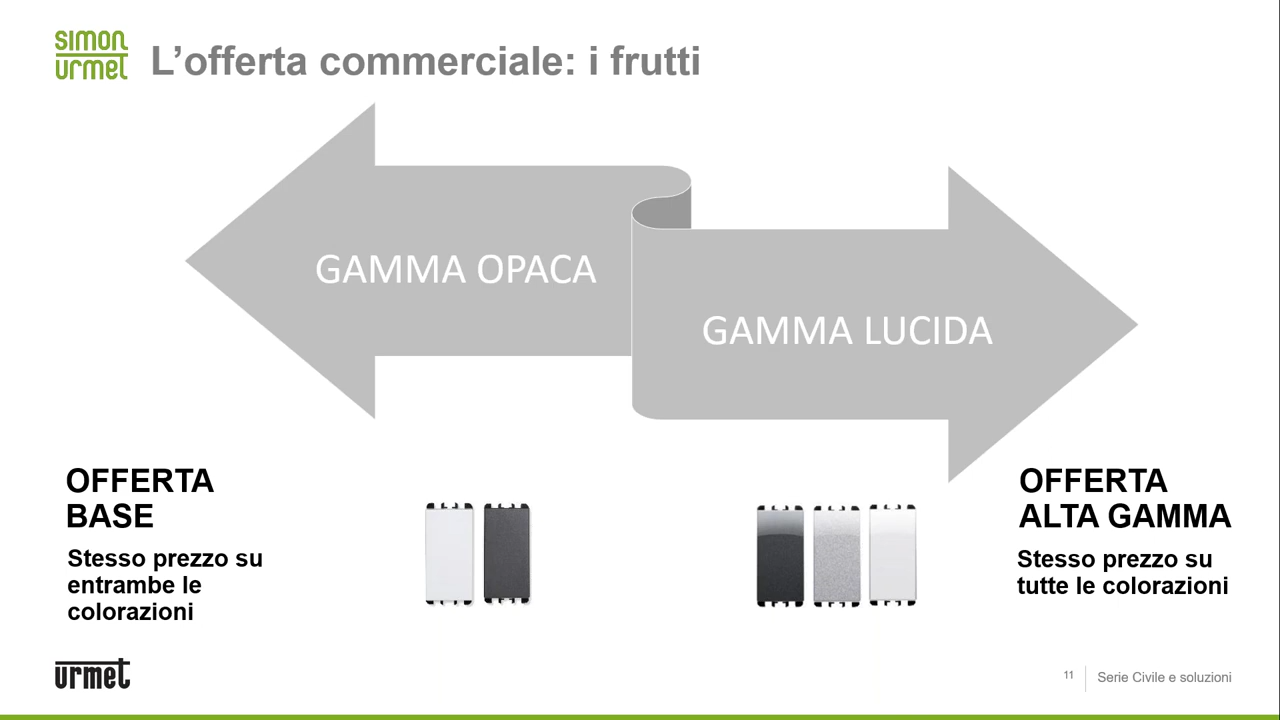 simon
urmet
L’offerta commerciale: i frutti
GAMMA OPACA
GAMMA LUCIDA
OFFERTA
BASE
Stesso prezzo su
entrambe le
colorazioni
OFFERTA
ALTA GAMMA
Stesso prezzo su
tutte le colorazioni
urmet
11
Serie Civile e soluzioni